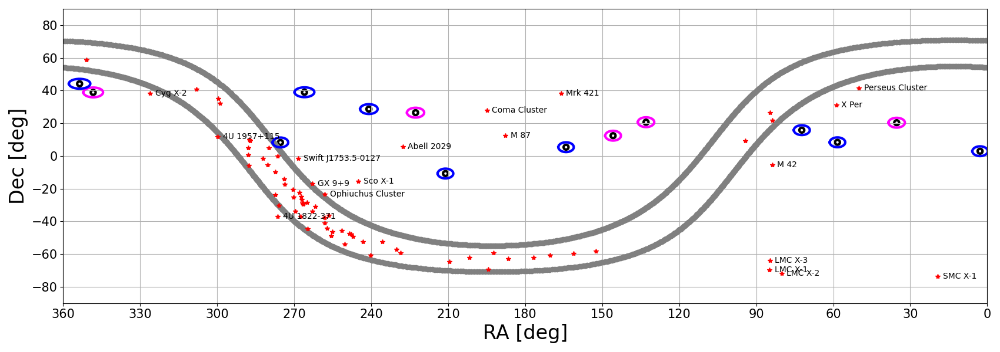 80
60
40
20
0
−20
−40
−60
−80
Dec [deg]
Mrk 421
Perseus Cluster
Cyg X-2
X Per
Coma Cluster
4U 1957+115
M 87
Abell 2029
Swift J1753.5-0127
M 42
Sco X-1
GX 9+9
Ophiuchus Cluster
4U 1822-371
LMC X-3
LMC X-1
LMC X-2
SMC X-1
360 330 300 270 240 210 180 150 120 90 60 30 0
RA [deg]